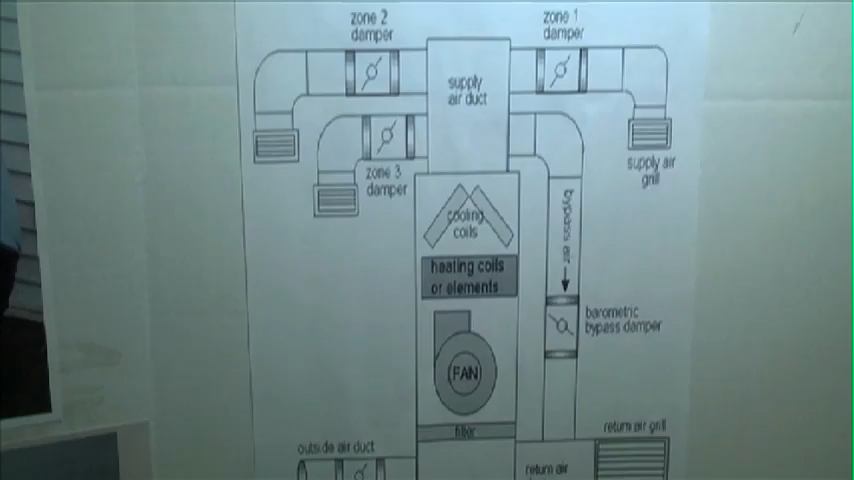 zone 2
damper
zone 1
damper
supply
air duct
zone 3
damper
supply air
grill
cooling
coils
bypass air
heating coils
or elements
barometric
bypass damper
FAN
filter
return air grill
outside air duct
return air